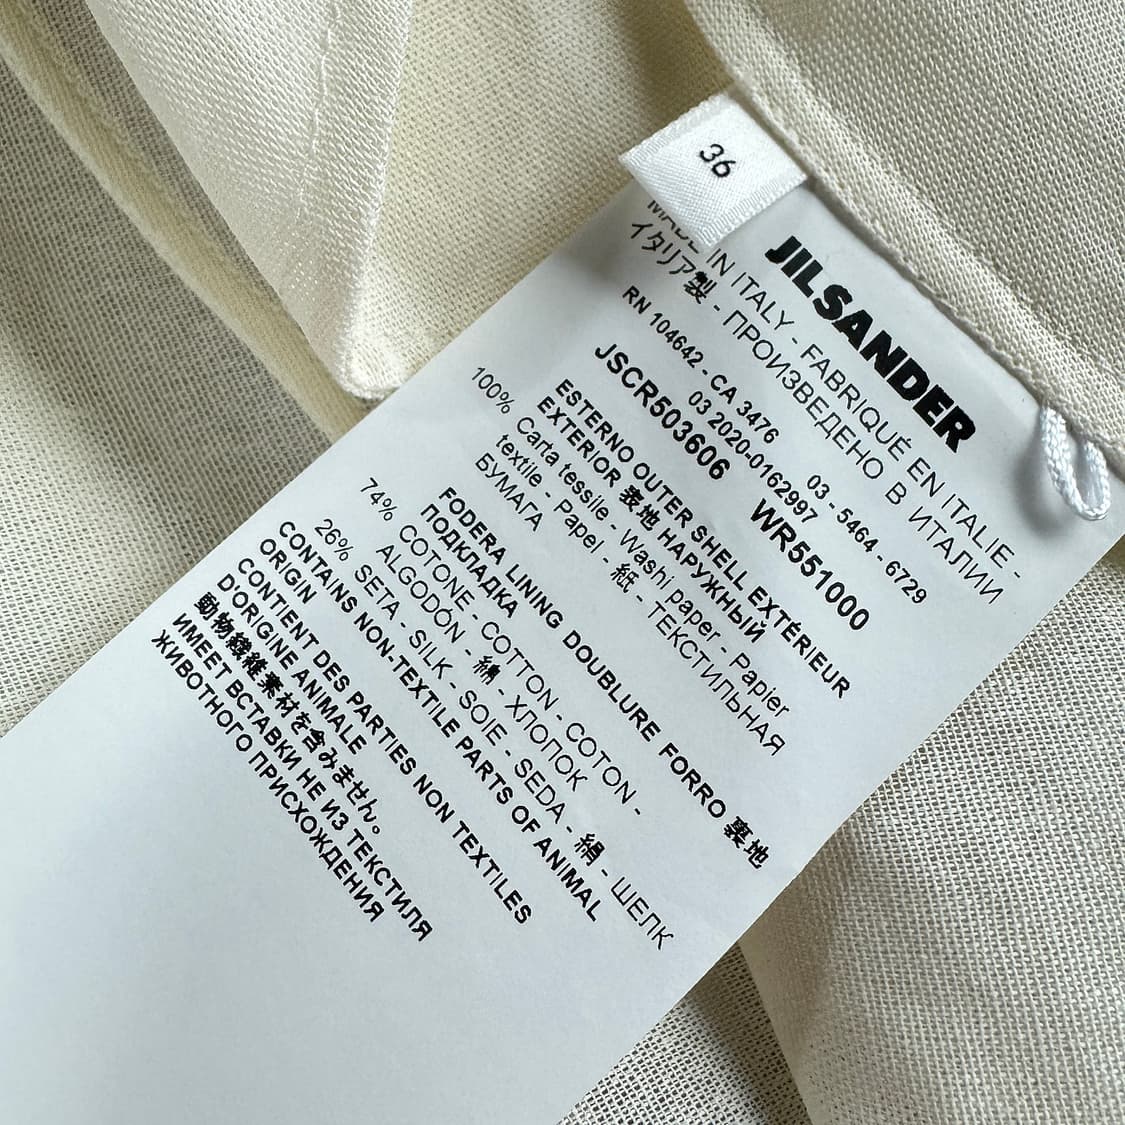 36
JIL SANDER
MADE IN ITALY - FABRIQUÉ EN ITALIE -
イタリア製 - ПРОИЗВЕДЕНО В ИТАЛИИ
RN 104642 - CA 3476
03 - 5464 - 6729
03 2020-0162997
JSCR503606 WR551000
ESTERNO OUTER SHELL EXTÉRIEUR
EXTERIOR 表地 НАРУЖНЫЙ
100% Carta tessile - Washi paper - Papier
textile - Papel - 紙 - ТЕКСТИЛЬНАЯ
БУМАГА
FODERA LINING DOUBLURE FORRO 裏地
ПОДКЛАДКА
74% COTONE - COTTON - COTON -
ALGODÓN - 綿 - ХЛОПОК
26% SETA - SILK - SOIE - SEDA - 絹 - ШЕЛК
CONTAINS NON-TEXTILE PARTS OF ANIMAL
ORIGIN
CONTIENT DES PARTIES NON TEXTILES
D'ORIGINE ANIMALE
動物繊維素材を含みません。
ИМЕЕТ ВСТАВКИ НЕ ИЗ ТЕКСТИЛЯ
ЖИВОТНОГО ПРИСХОЖДЕНИЯ